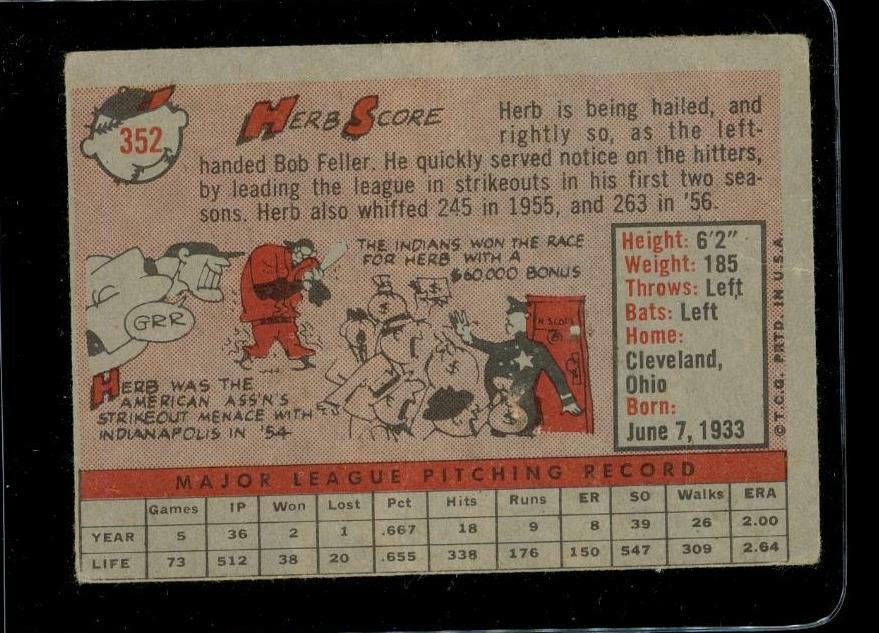 352
HERB SCORE
Herb is being hailed, and
rightly so, as the left-
handed Bob Feller. He quickly served notice on the hitters,
by leading the league in strikeouts in his first two sea-
sons. Herb also whiffed 245 in 1955, and 263 in '56.
GRR
HERB WAS THE
AMERICAN ASS'N'S
STRIKEOUT MENACE WITH
INDIANAPOLIS IN '54
THE INDIANS WON THE RACE
FOR HERB WITH A
$60000 BONUS
$
$
$
$
H. SCORE
Height: 6'2"
Weight: 185
Throws: Left
Bats: Left
Home:
Cleveland,
Ohio
Born:
June 7, 1933
© T.C.G. PRTD. IN U.S.A.
MAJOR LEAGUE PITCHING RECORD
Games IP Won Lost Pct Hits Runs ER SO Walks ERA
YEAR 5 36 2 1 .667 18 9 8 39 26 2.00
LIFE 73 512 38 20 .655 338 176 150 547 309 2.64